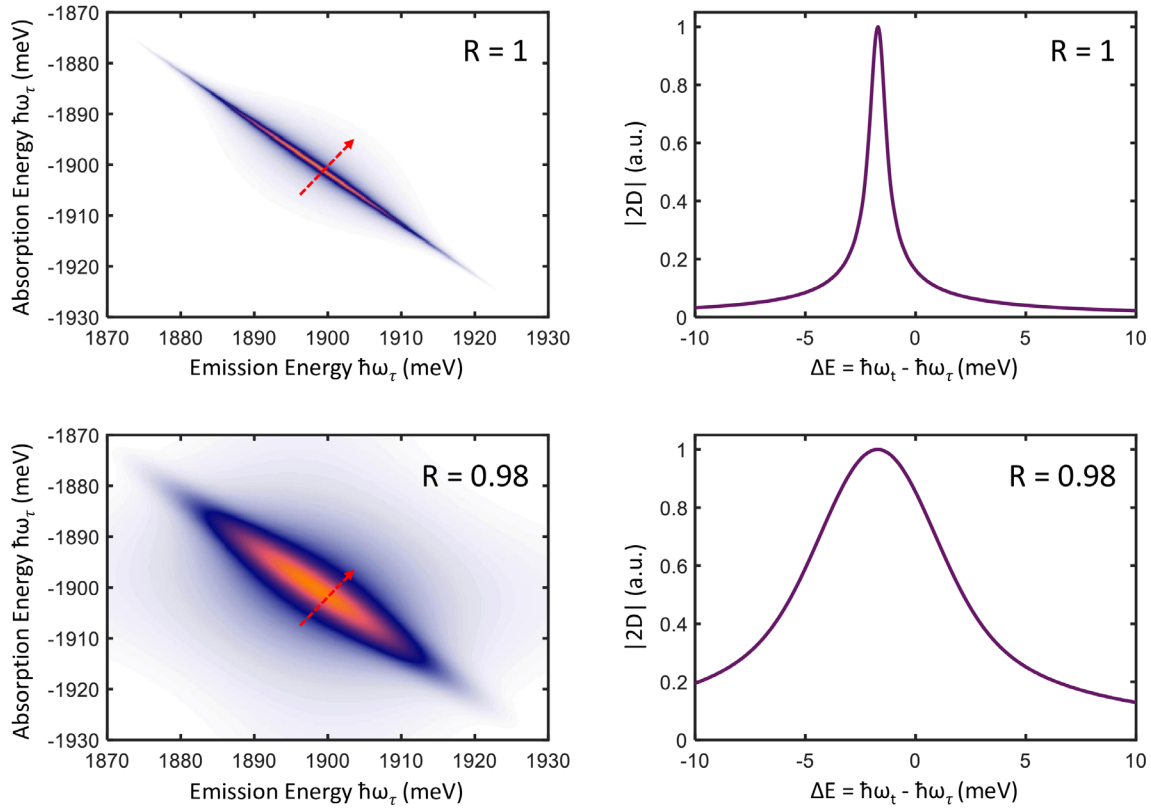 -1870
-1880
-1890
-1900
-1910
-1920
-1930
Absorption Energy ħω_τ (meV)
R = 1
1870 1880 1890 1900 1910 1920 1930
Emission Energy ħω_τ (meV)
1
0.8
0.6
0.4
0.2
0
|2D| (a.u.)
R = 1
-10 -5 0 5 10
ΔE = ħω_t - ħω_τ (meV)
-1870
-1880
-1890
-1900
-1910
-1920
-1930
Absorption Energy ħω_τ (meV)
R = 0.98
1870 1880 1890 1900 1910 1920 1930
Emission Energy ħω_τ (meV)
1
0.8
0.6
0.4
0.2
0
|2D| (a.u.)
R = 0.98
-10 -5 0 5 10
ΔE = ħω_t - ħω_τ (meV)